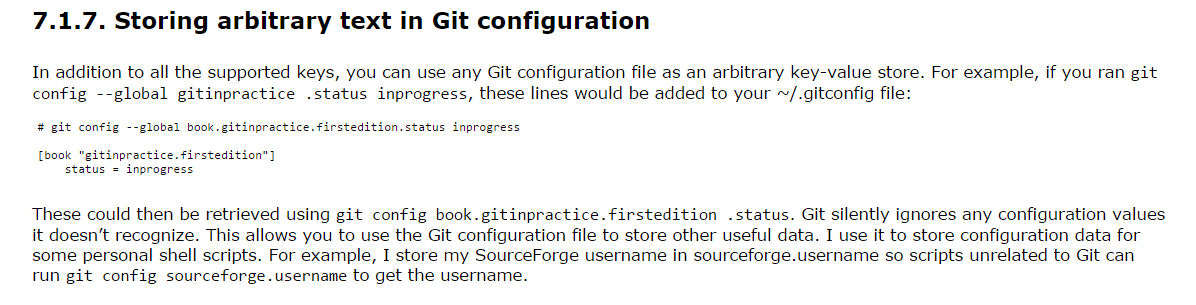 7.1.7. Storing arbitrary text in Git configuration
In addition to all the supported keys, you can use any Git configuration file as an arbitrary key-value store. For example, if you ran git
config --global gitinpractice .status inprogress, these lines would be added to your ~/.gitconfig file:
# git config --global book.gitinpractice.firstedition.status inprogress
[book "gitinpractice.firstedition"]
    status = inprogress
These could then be retrieved using git config book.gitinpractice.firstedition .status. Git silently ignores any configuration values
it doesn’t recognize. This allows you to use the Git configuration file to store other useful data. I use it to store configuration data for
some personal shell scripts. For example, I store my SourceForge username in sourceforge.username so scripts unrelated to Git can
run git config sourceforge.username to get the username.